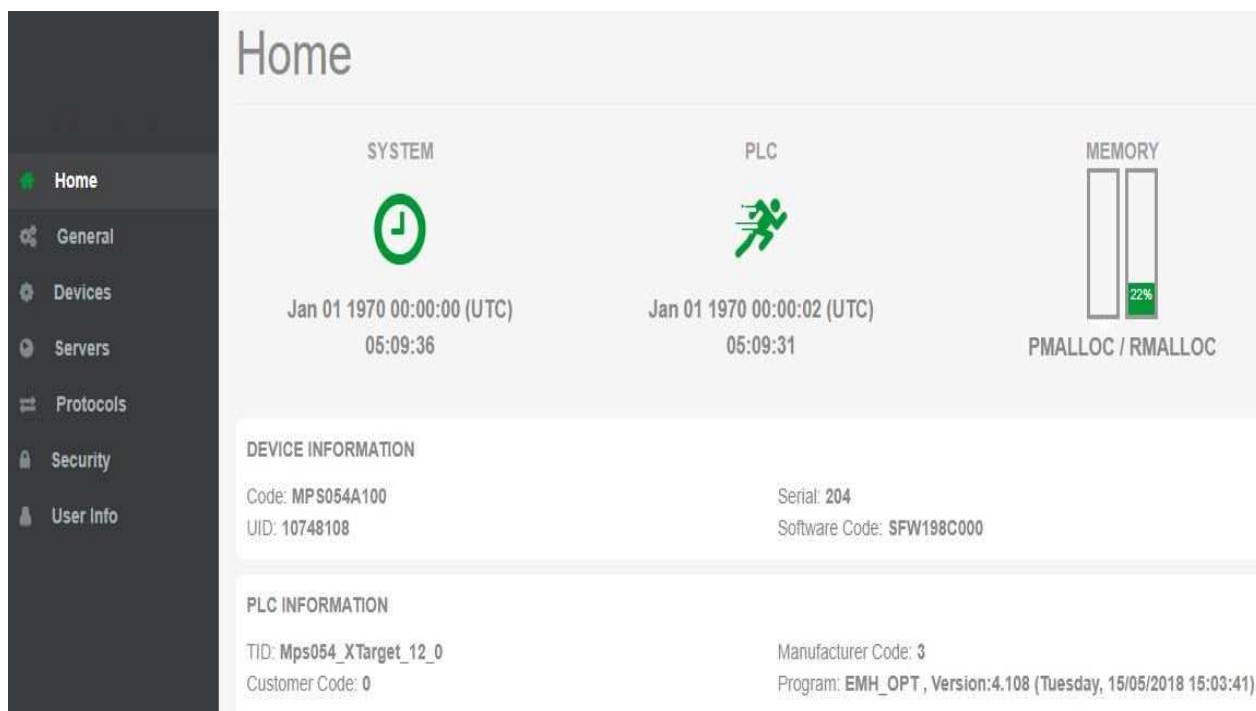 Home
General
Devices
Servers
Protocols
Security
User Info
Home
SYSTEM
Jan 01 1970 00:00:00 (UTC)
05:09:36
PLC
Jan 01 1970 00:00:02 (UTC)
05:09:31
MEMORY
22%
PMALLOC / RMALLOC
DEVICE INFORMATION
Code: MPS054A100
Serial: 204
UID: 10748108
Software Code: SFW198C000
PLC INFORMATION
TID: Mps054_XTarget_12_0
Manufacturer Code: 3
Customer Code: 0
Program: EMH_OPT , Version:4.108 (Tuesday, 15/05/2018 15:03:41)